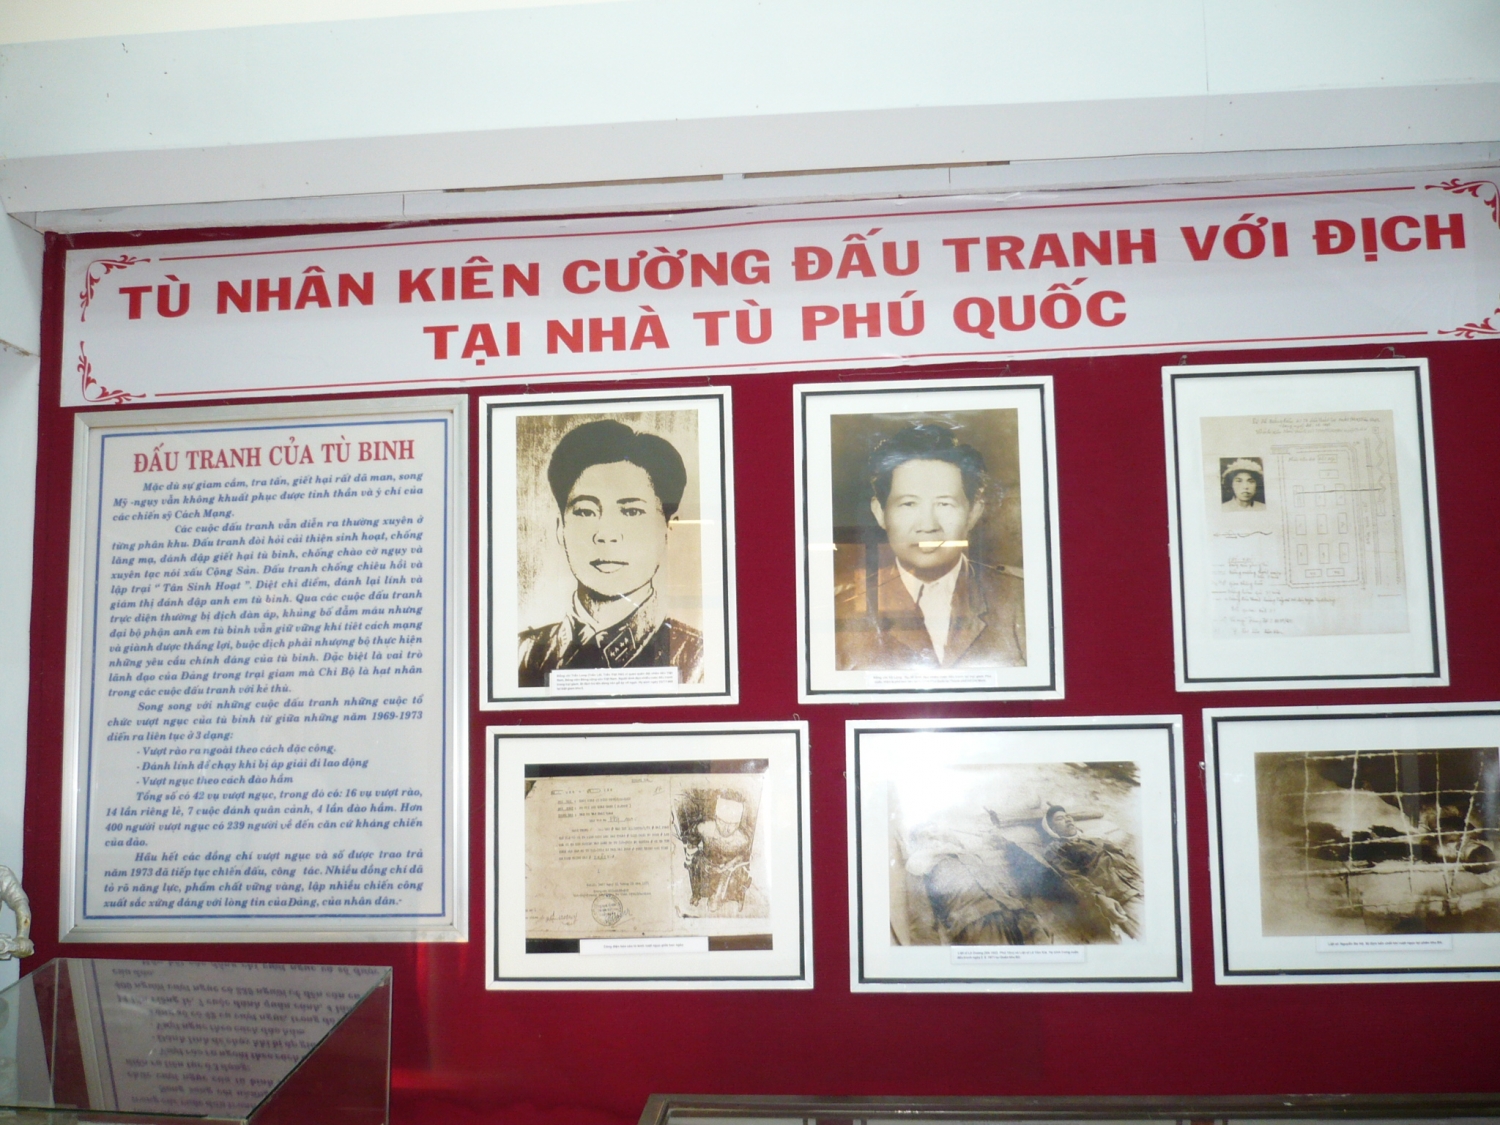 TÙ NHÂN KIÊN CƯỜNG ĐẤU TRANH VỚI ĐỊCH
TẠI NHÀ TÙ PHÚ QUỐC
ĐẤU TRANH CỦA TÙ BINH
Mặc dù sự giam cầm, tra tấn, giết hại rất dã man, song
Mỹ -ngụy vẫn không khuất phục được tinh thần và ý chí của
các chiến sỹ Cách Mạng.
Các cuộc đấu tranh vẫn diễn ra thường xuyên ở
từng phân khu. Đấu tranh đòi hỏi cải thiện sinh hoạt, chống
lăng mạ, đánh đập giết hại tù binh, chống chào cờ ngụy và
xuyên tạc nói xấu Cộng Sản. Đấu tranh chống chiêu hồi và
lập trại " Tân Sinh Hoạt ". Diệt chỉ điểm, đánh lại lính và
giám thị đánh đập anh em tù binh. Qua các cuộc đấu tranh
trực diện thường bị địch đàn áp, khủng bố đẫm máu nhưng
đại bộ phận anh em tù binh vẫn giữ vững khí tiết cách mạng
và giành được thắng lợi, buộc địch phải nhượng bộ thực hiện
những yêu cầu chính đáng của tù binh. Đặc biệt là vai trò
lãnh đạo của Đảng trong trại giam mà Chi Bộ là hạt nhân
trong các cuộc đấu tranh với kẻ thù.
Song song với những cuộc đấu tranh những cuộc tổ
chức vượt ngục của tù binh từ giữa những năm 1969-1973
diễn ra liên tục ở 3 dạng:
- Vượt rào ra ngoài theo cách đặc công.
- Đánh lính để chạy khi bị áp giải đi lao động
- Vượt ngục theo cách đào hầm
Tổng số có 42 vụ vượt ngục, trong đó có: 16 vụ vượt rào,
14 lần riêng lẻ, 7 cuộc đánh quân cảnh, 4 lần đào hầm. Hơn
400 người vượt ngục có 239 người về đến căn cứ kháng chiến
của đảo.
Hầu hết các đồng chí vượt ngục và số được trao trả
năm 1973 đã tiếp tục chiến đấu, công tác. Nhiều đồng chí đã
tỏ rõ năng lực, phẩm chất vững vàng, lập nhiều chiến công
xuất sắc xứng đáng với lòng tin của Đảng, của nhân dân.-